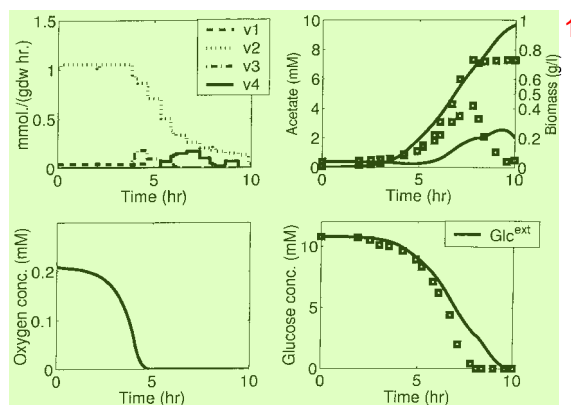 1.5
1
0.5
0
mmol./(gdw hr.)
v1
v2
v3
v4
0
5
10
Time (hr)
10
8
6
4
2
0
Acetate (mM)
1
0.8
0.6
0.4
0.2
0
Biomass (g/l)
0
5
10
Time (hr)
1
0.2
0.1
0
Oxygen conc. (mM)
0
5
10
Time (hr)
10
5
0
Glucose conc. (mM)
Glc^ext
0
5
10
Time (hr)